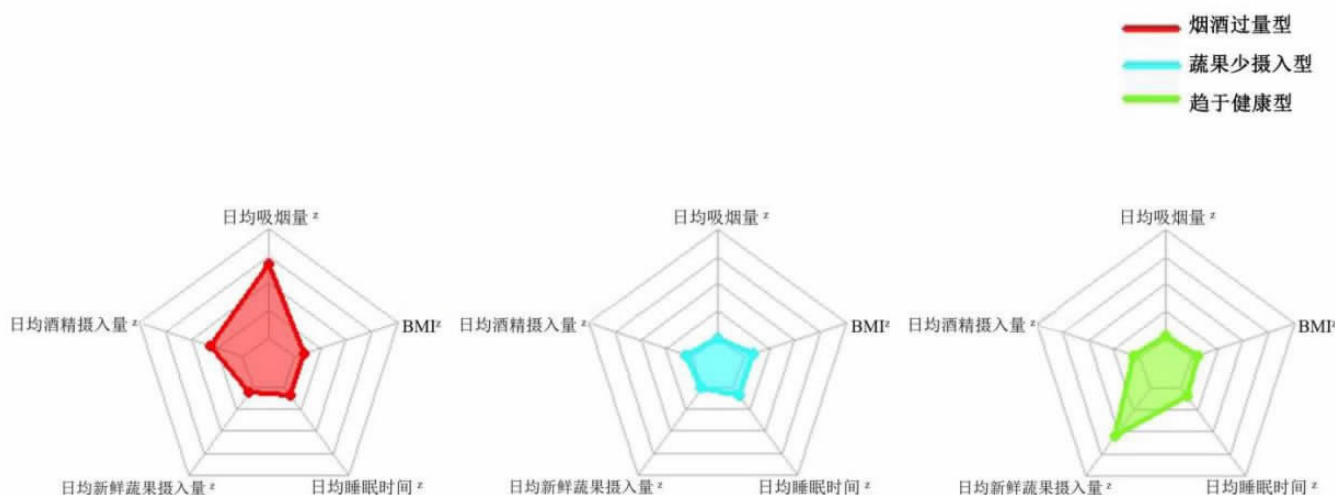 烟酒过量型
蔬果少摄入型
趋于健康型
日均吸烟量 z
日均酒精摄入量 z
BMIz
日均新鲜蔬果摄入量 z
日均睡眠时间 z
日均吸烟量 z
日均酒精摄入量 z
BMIz
日均新鲜蔬果摄入量 z
日均睡眠时间 z
日均吸烟量 z
日均酒精摄入量 z
BMIz
日均新鲜蔬果摄入量 z
日均睡眠时间 z